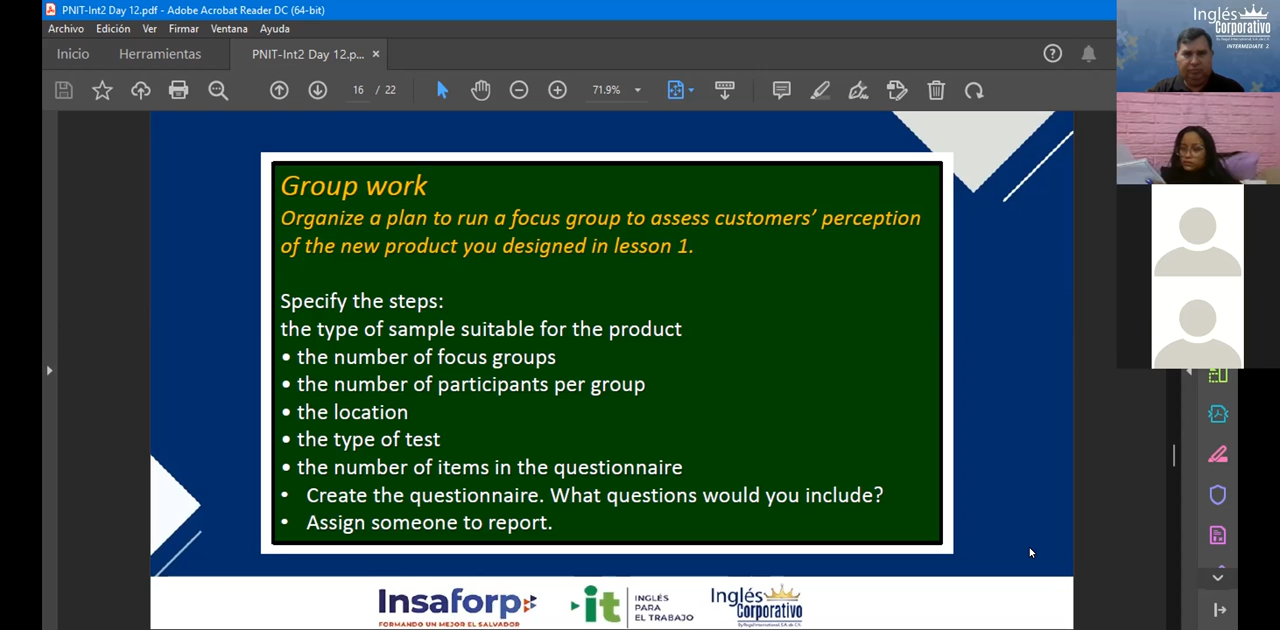 PNIT-Int2 Day 12.pdf - Adobe Acrobat Reader DC (64-bit)
Archivo Edición Ver Firmar Ventana Ayuda
Inicio Herramientas PNIT-Int2 Day 12.p... ×
16 / 22 71.9%
Inglés
Corporativo
INTERMEDIATE 2
Group work
Organize a plan to run a focus group to assess customers’ perception
of the new product you designed in lesson 1.
Specify the steps:
the type of sample suitable for the product
• the number of focus groups
• the number of participants per group
• the location
• the type of test
• the number of items in the questionnaire
• Create the questionnaire. What questions would you include?
• Assign someone to report.
Insaforp
FORMANDO UN MEJOR EL SALVADOR
it
INGLÉS
PARA
EL TRABAJO
Inglés
Corporativo